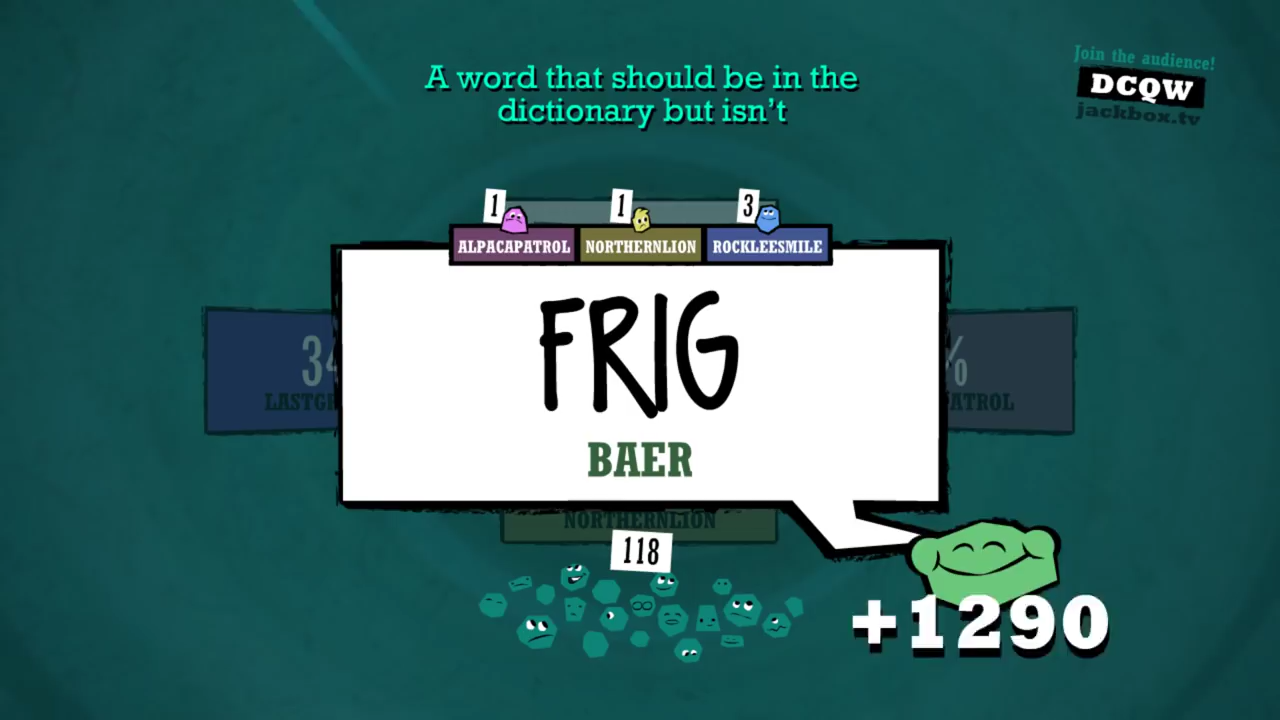 A word that should be in the
dictionary but isn't
Join the audience!
DCQW
jackbox.tv
1
1
3
ALPACAPATROL
NORTHERNLION
ROCKLEESMILE
FRIG
BAER
%
NORTHERNLION
118
+1290